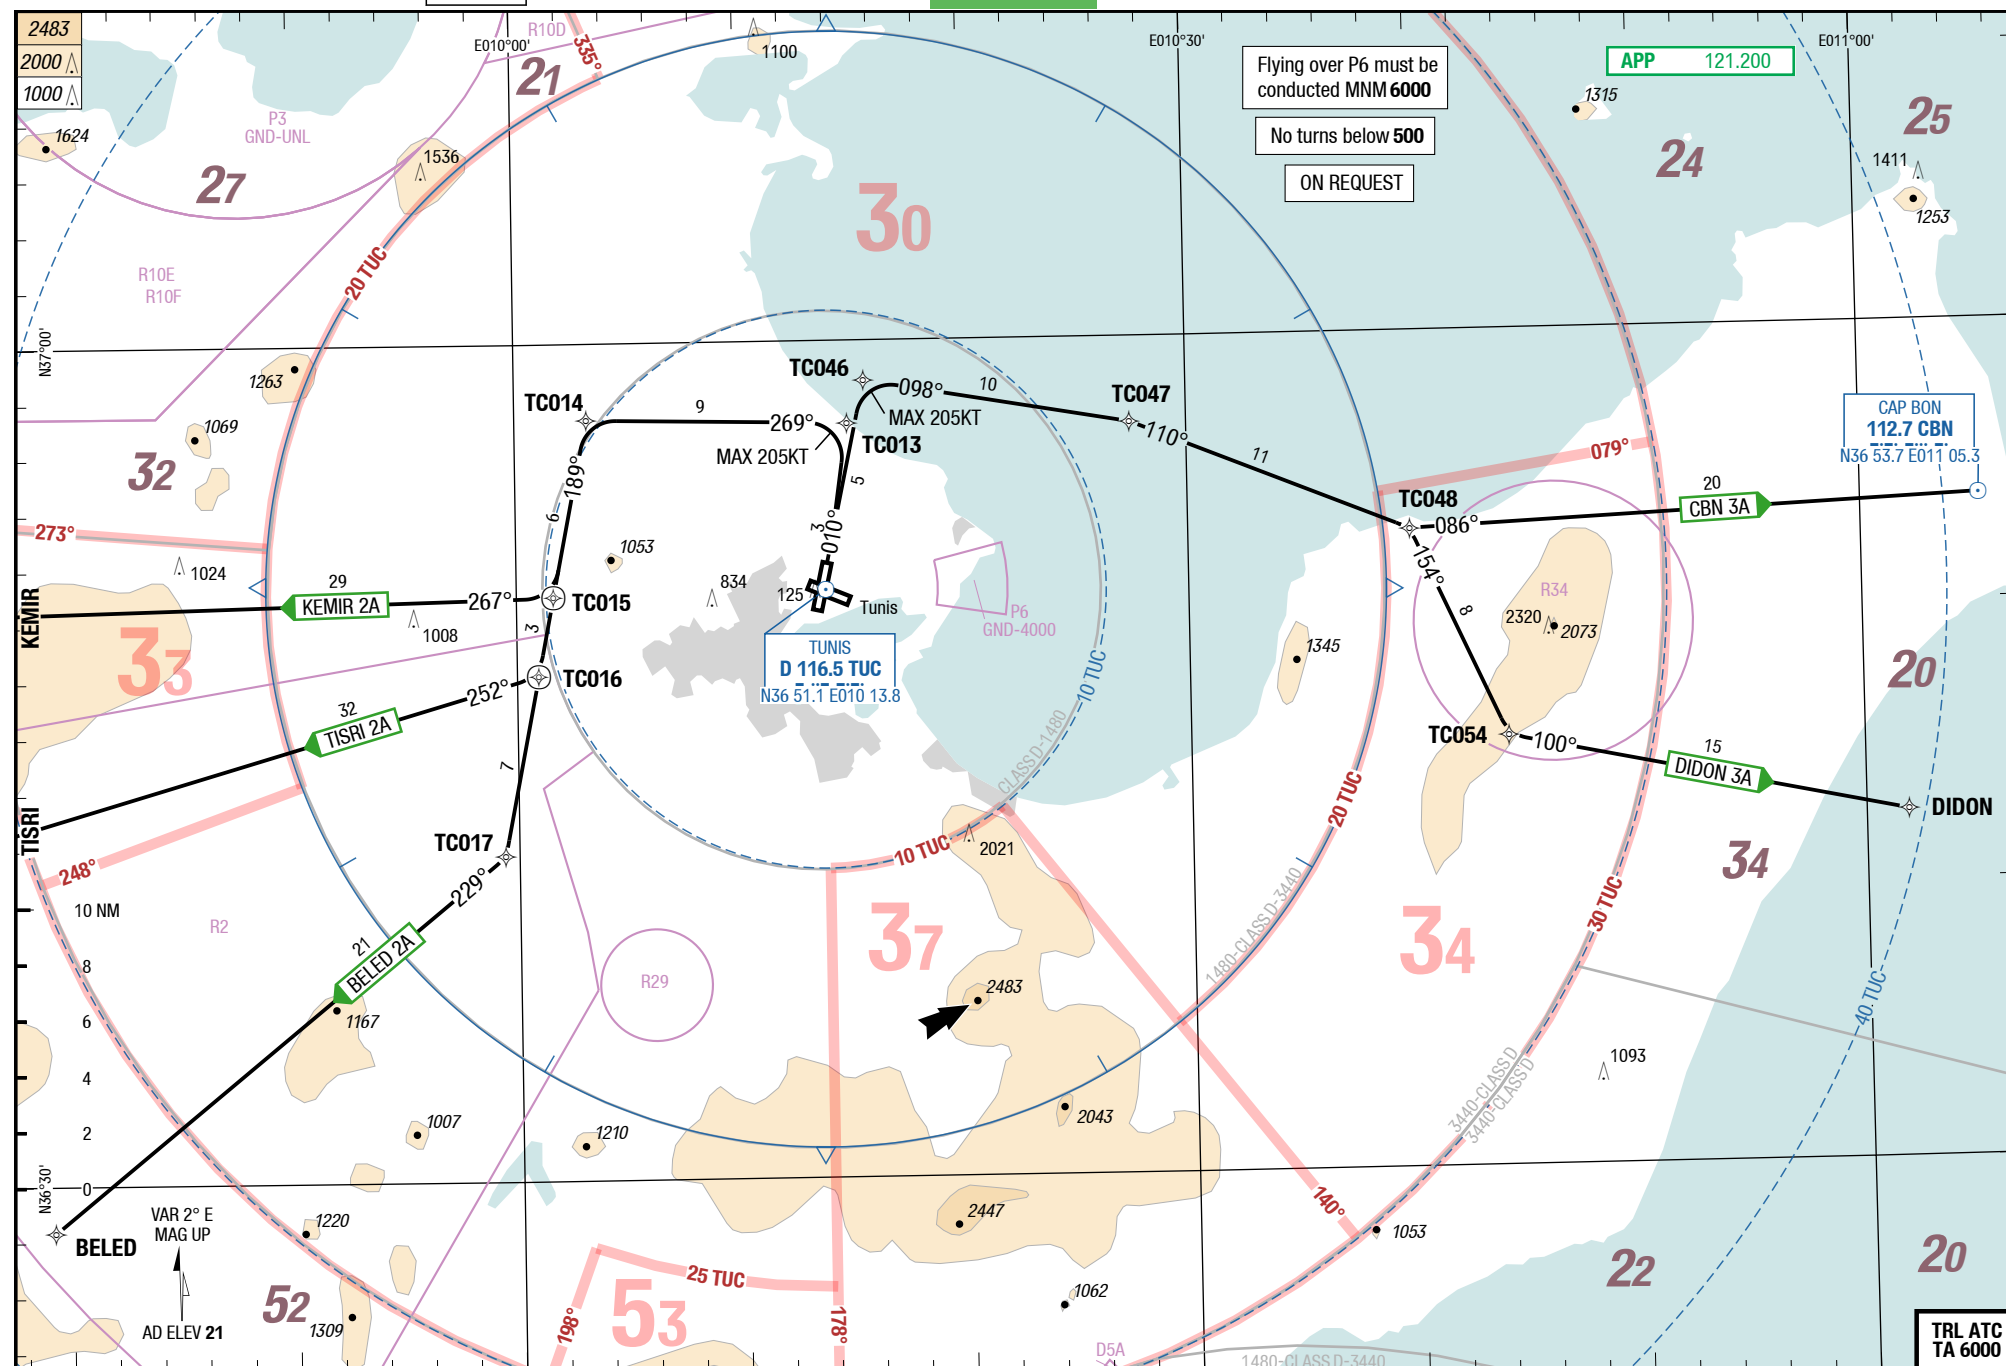 2483
2000
1000
R10D
E010°00'
335°
21
1100
E010°30'
Flying over P6 must be
conducted MNM 6000
No turns below 500
ON REQUEST
APP 121.200
E011°00'
1315
25
24
1411
1253
1624
P3
GND-UNL
27
1536
30
R10E
R10F
20 TUC
N37°00'
1263
1069
32
TC014
9
269°
MAX 205KT
TC046
098°
10
MAX 205KT
TC013
TC047
110°
11
079°
CAP BON
112.7 CBN
N36 53.7 E011 05.3
TC048
086°
20
CBN 3A
189°
6
5
3
010°
273°
1024
1053
834
125
Tunis
KEMIR
29
KEMIR 2A
267°
TC015
1008
3
P6
GND-4000
154°
8
R34
2320
2073
1345
20
33
TUNIS
D 116.5 TUC
N36 51.1 E010 13.8
10 TUC
TC016
252°
32
TISRI 2A
7
TISRI
CLASS D-1480
TC054
100°
15
DIDON 3A
DIDON
20 TUC
248°
TC017
229°
10 TUC
2021
34
10 NM
R2
21
BELED 2A
37
34
30 TUC
1480-CLASS D-3440
8
6
4
2
0
R29
2483
1167
40 TUC
1093
3440-CLASS D
3440-CLASS D
1007
1210
2043
N36°30'
VAR 2° E
MAG UP
BELED
1220
2447
140°
1053
22
20
52
25 TUC
53
1062
198°
178°
1309
AD ELEV 21
D5A
1480-CLASS D-3440
TRL ATC
TA 6000